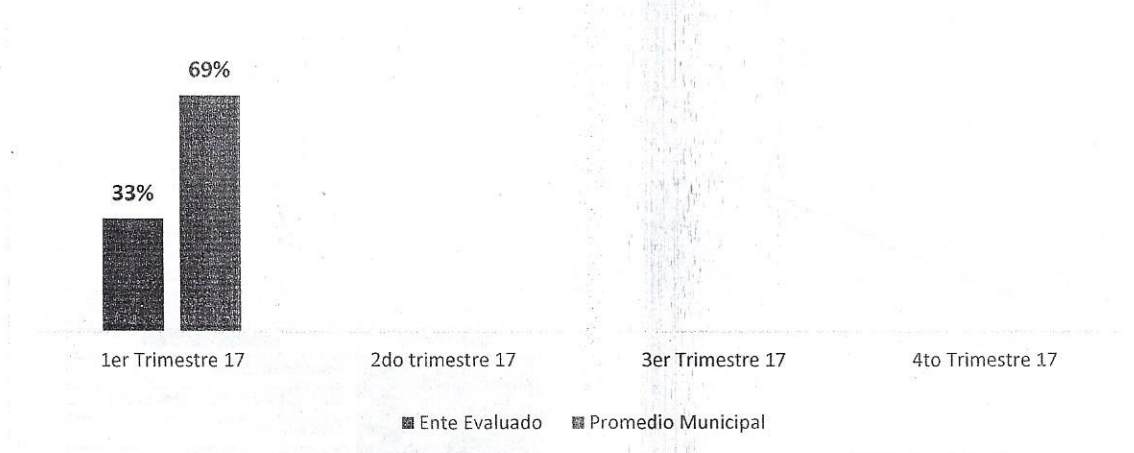 69%
33%
1er Trimestre 17 2do trimestre 17 3er Trimestre 17 4to Trimestre 17
Ente Evaluado Promedio Municipal